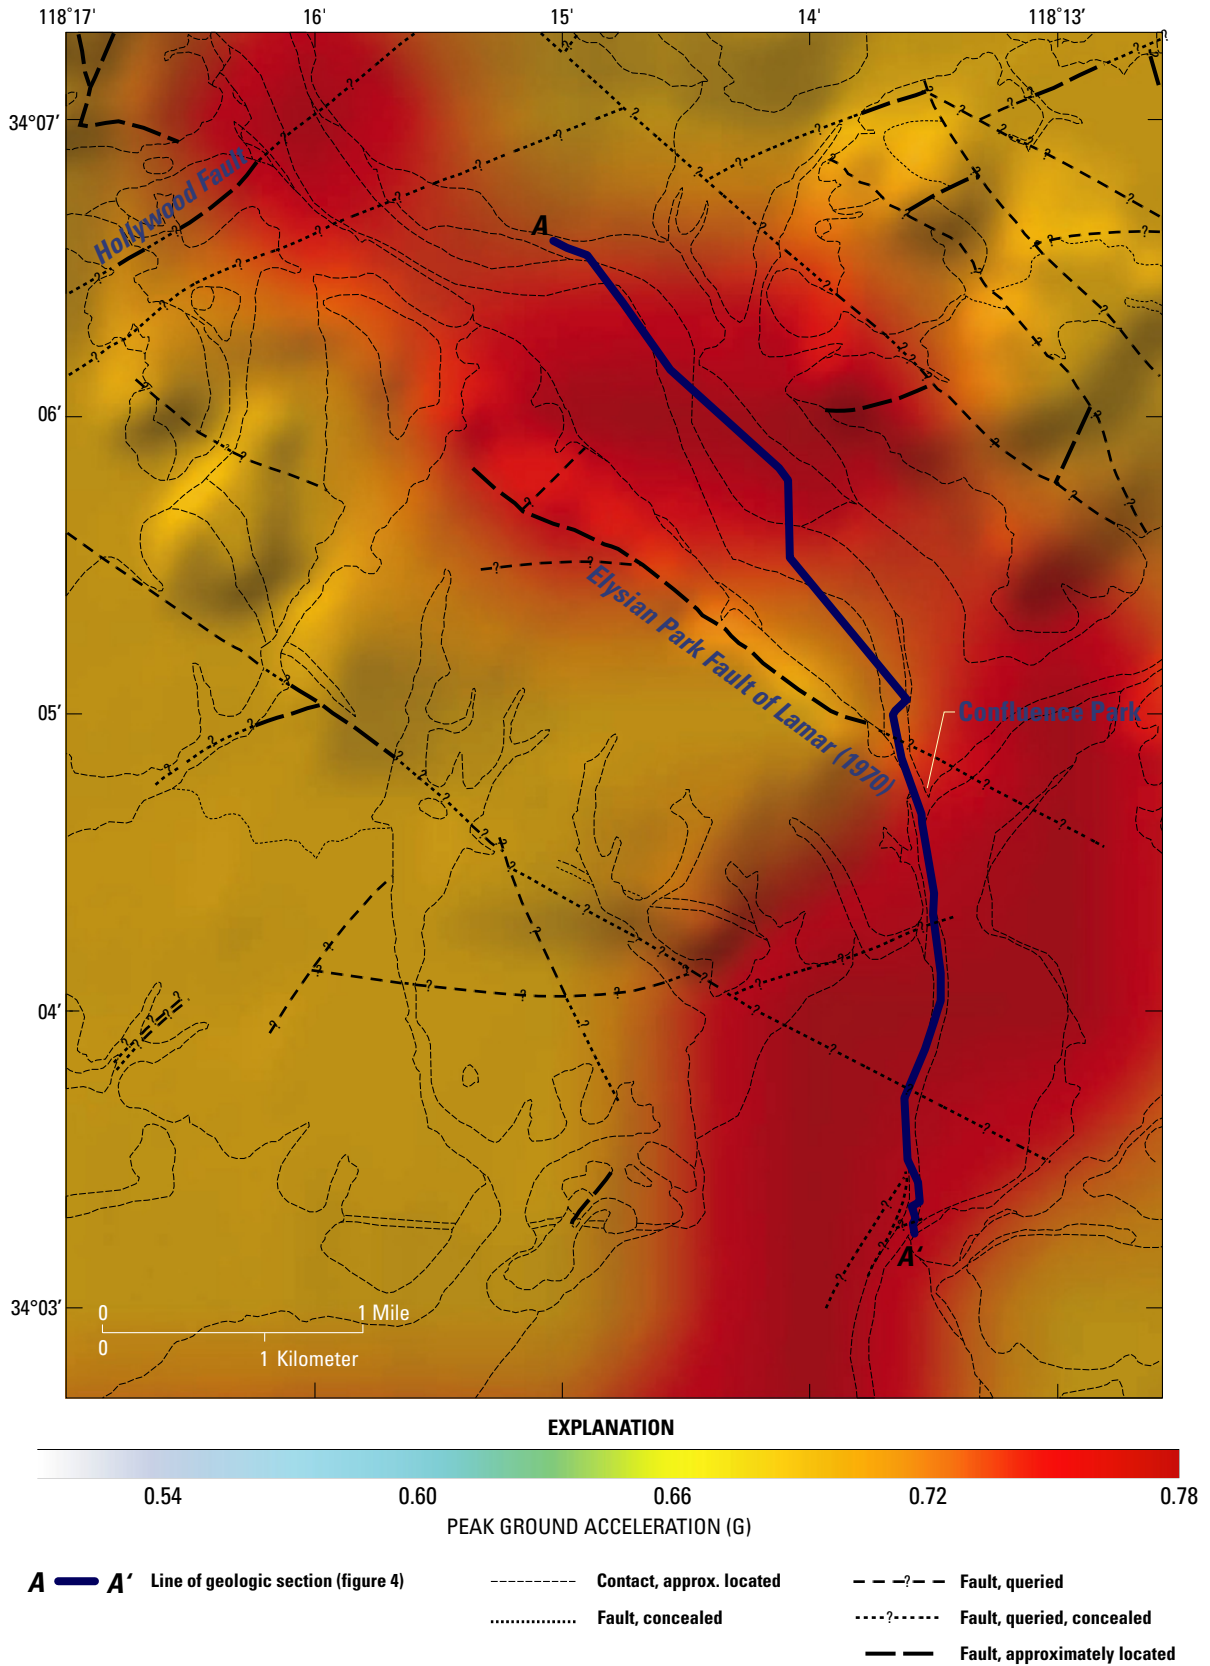 118°17′ 16′ 15′ 14′ 118°13′
34°07′
Hollywood Fault
A
06′
Elysian Park Fault of Lamar (1970)
05′
Confluence Park
04′
A′
34°03′
0 1 Mile
0 1 Kilometer
EXPLANATION
0.54 0.60 0.66 0.72 0.78
PEAK GROUND ACCELERATION (G)
A A′ Line of geologic section (figure 4)
Contact, approx. located
Fault, concealed
Fault, queried
Fault, queried, concealed
Fault, approximately located